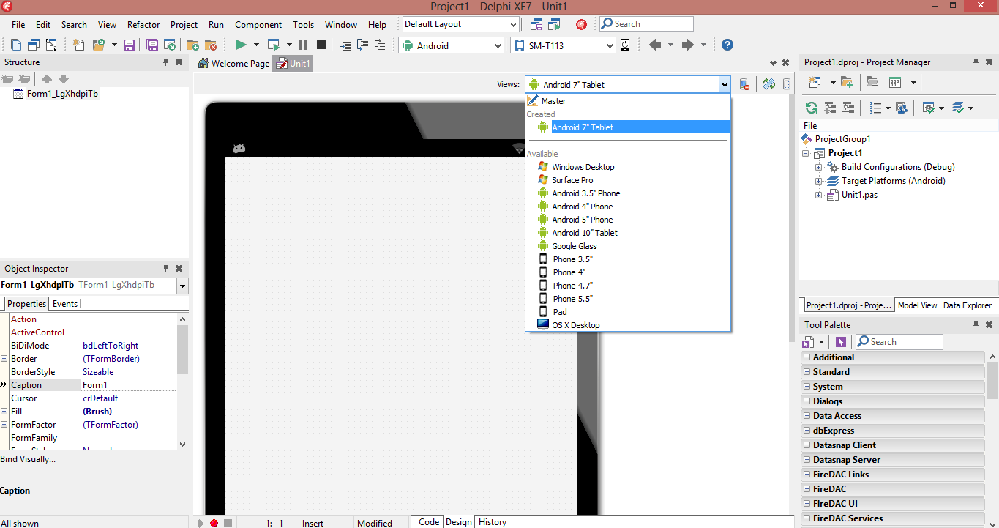 Project1 - Delphi XE7 - Unit1
File Edit Search View Refactor Project Run Component Tools Window Help
Default Layout
Search
Android
SM-T113
Structure
Form1_LgXhdpiTb
Welcome Page
Unit1
Views:
Android 7" Tablet
Master
Created
Android 7" Tablet
Available
Windows Desktop
Surface Pro
Android 3.5" Phone
Android 4" Phone
Android 5" Phone
Android 10" Tablet
Google Glass
iPhone 3.5"
iPhone 4"
iPhone 4.7"
iPhone 5.5"
iPad
OS X Desktop
Object Inspector
Form1_LgXhdpiTb TForm1_LgXhdpiTb
Properties Events
Action
ActiveControl
BiDiMode bdLeftToRight
Border (TFormBorder)
BorderStyle Sizeable
Caption Form1
Cursor crDefault
Fill (Brush)
FormFactor (TFormFactor)
FormFamily
FormStyle Normal
Bind Visually...
Caption
All shown
1: 1
Insert
Modified
Code Design History
Project1.dproj - Project Manager
File
ProjectGroup1
Project1
Build Configurations (Debug)
Target Platforms (Android)
Unit1.pas
Project1.dproj - Proje... Model View Data Explorer
Tool Palette
Search
Additional
Standard
System
Dialogs
Data Access
dbExpress
Datasnap Client
Datasnap Server
FireDAC Links
FireDAC
FireDAC UI
FireDAC Services